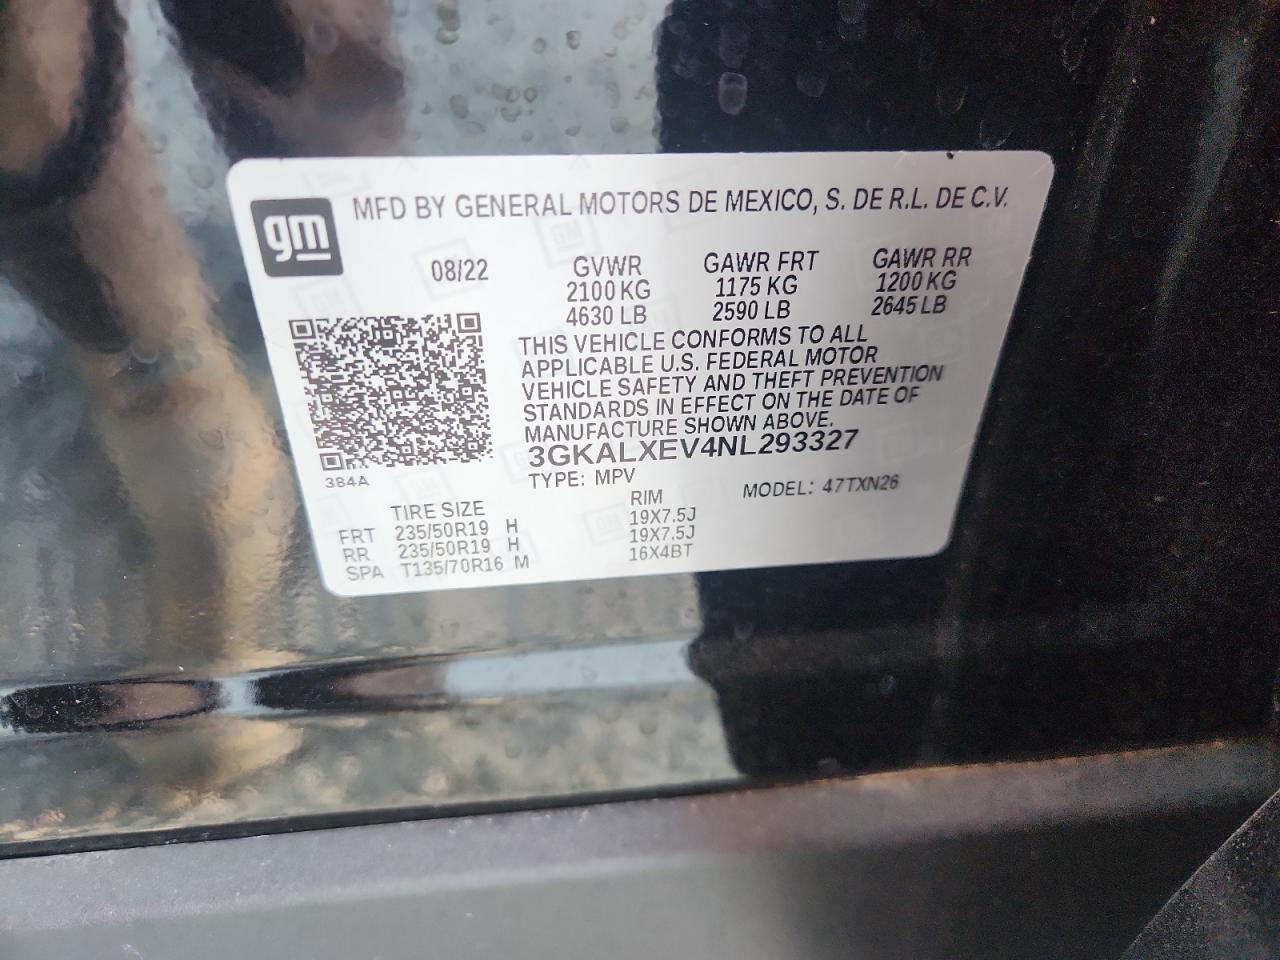 gm
MFD BY GENERAL MOTORS DE MEXICO, S. DE R.L. DE C.V.
08/22 GVWR GAWR FRT GAWR RR
2100 KG 1175 KG 1200 KG
4630 LB 2590 LB 2645 LB
THIS VEHICLE CONFORMS TO ALL
APPLICABLE U.S. FEDERAL MOTOR
VEHICLE SAFETY AND THEFT PREVENTION
STANDARDS IN EFFECT ON THE DATE OF
MANUFACTURE SHOWN ABOVE.
3GKALXEV4NL293327
384A
TYPE: MPV MODEL: 47TXN26
TIRE SIZE RIM
FRT 235/50R19 H 19X7.5J
RR 235/50R19 H 19X7.5J
SPA T135/70R16 M 16X4BT